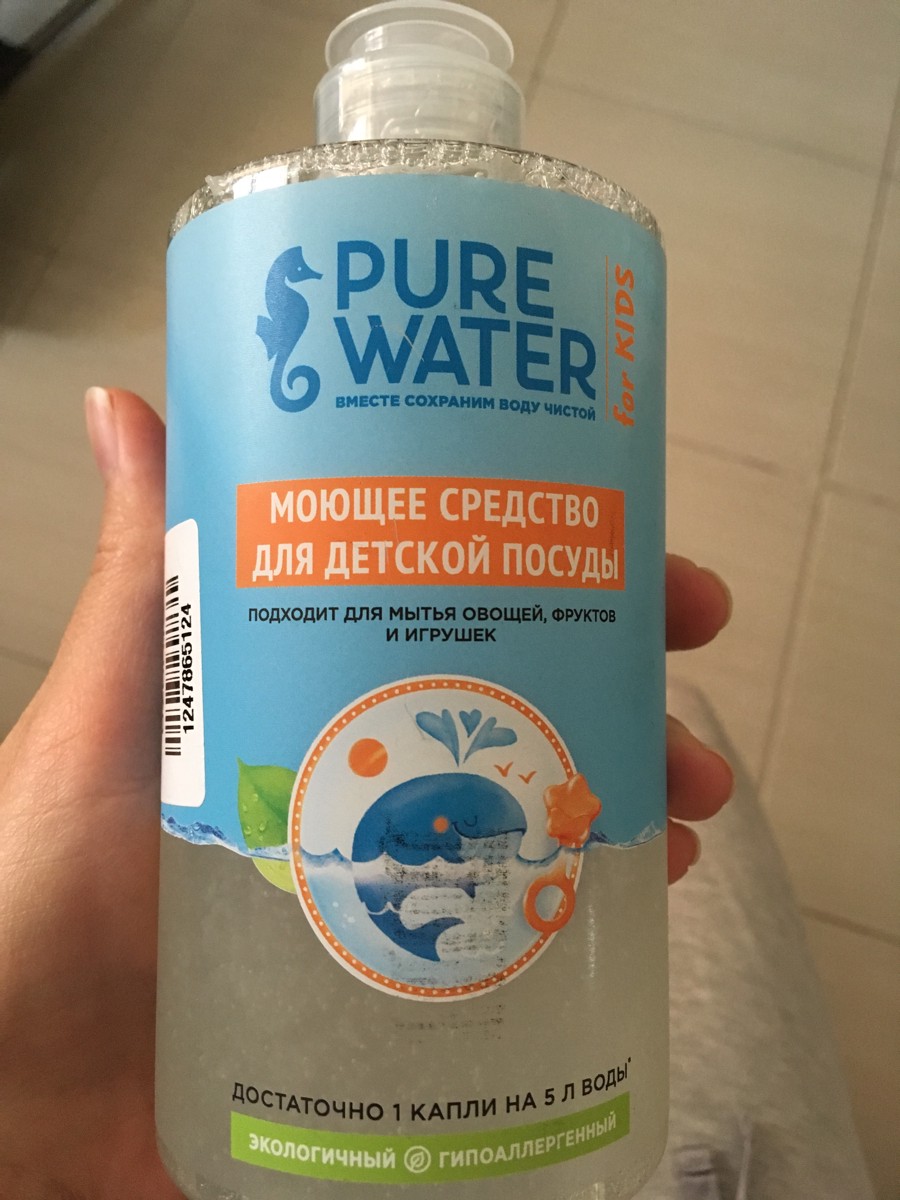 PURE
WATER
for KIDS
ВМЕСТЕ СОХРАНИМ ВОДУ ЧИСТОЙ
МОЮЩЕЕ СРЕДСТВО
ДЛЯ ДЕТСКОЙ ПОСУДЫ
ПОДХОДИТ ДЛЯ МЫТЬЯ ОВОЩЕЙ, ФРУКТОВ
И ИГРУШЕК
1247865124
ДОСТАТОЧНО 1 КАПЛИ НА 5 Л ВОДЫ*
ЭКОЛОГИЧНЫЙ ГИПОАЛЛЕРГЕННЫЙ